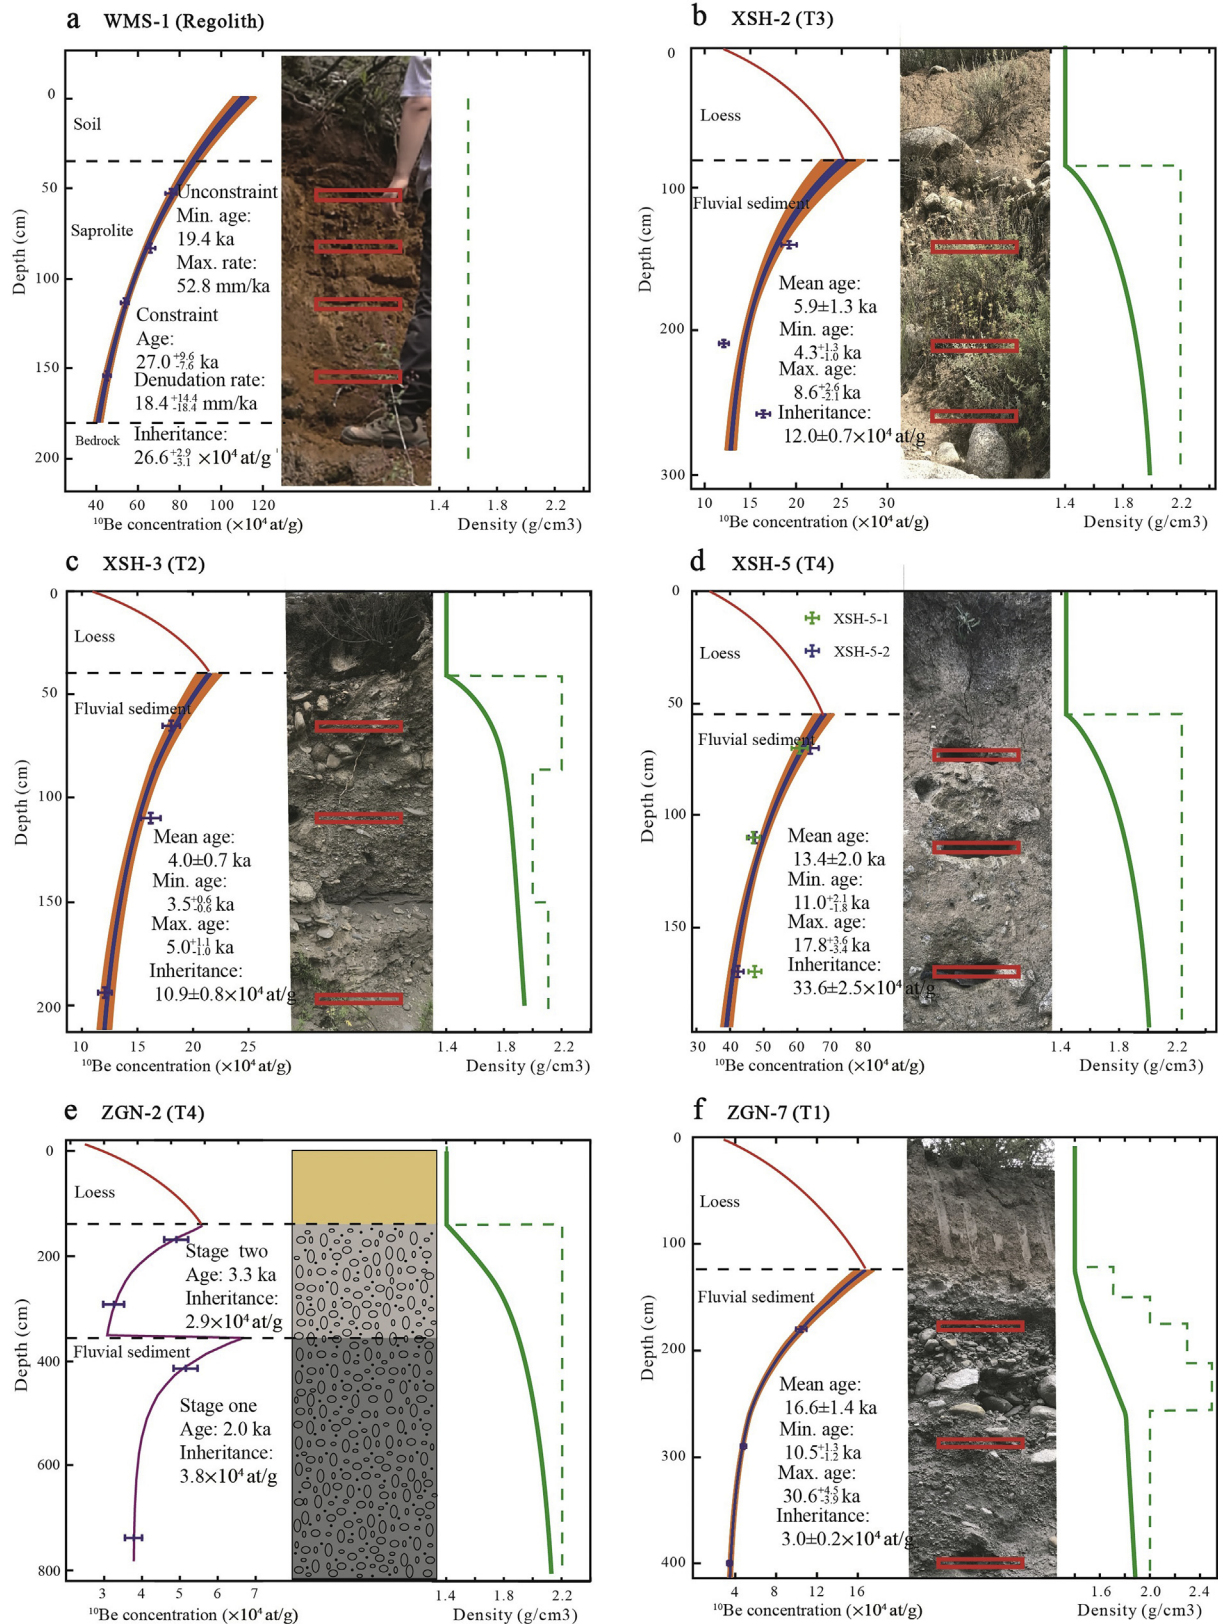 a WMS-1 (Regolith)
0
50
100
150
200
Depth (cm)
Soil
Saprolite
Bedrock
Unconstraint
Min. age:
19.4 ka
Max. rate:
52.8 mm/ka
Constraint
Age:
27.0 +9.6 -7.6 ka
Denudation rate:
18.4 +14.4 -18.4 mm/ka
Inheritance:
26.6 +2.9 -3.1 ×10⁴ at/g
40 60 80 100 120
1.4 1.8 2.2
¹⁰Be concentration (×10⁴ at/g)
Density (g/cm3)
b XSH-2 (T3)
0
100
200
300
Depth (cm)
Loess
Fluvial sediment
Mean age:
5.9±1.3 ka
Min. age:
4.3 +1.3 -1.0 ka
Max. age:
8.6 +2.6 -2.1 ka
Inheritance:
12.0±0.7×10⁴ at/g
10 15 20 25 30
1.4 1.8 2.2
¹⁰Be concentration (×10⁴ at/g)
Density (g/cm3)
c XSH-3 (T2)
0
50
100
150
200
Depth (cm)
Loess
Fluvial sediment
Mean age:
4.0±0.7 ka
Min. age:
3.5 +0.6 -0.6 ka
Max. age:
5.0 +1.1 -1.0 ka
Inheritance:
10.9±0.8×10⁴ at/g
10 15 20 25
1.4 1.9 2.2
¹⁰Be concentration (×10⁴ at/g)
Density (g/cm3)
d XSH-5 (T4)
0
50
100
150
Depth (cm)
XSH-5-1
XSH-5-2
Loess
Fluvial sediment
Mean age:
13.4±2.0 ka
Min. age:
11.0 +2.1 -1.8 ka
Max. age:
17.8 +3.6 -3.4 ka
Inheritance:
33.6±2.5×10⁴ at/g
30 40 50 60 70 80
1.4 1.8 2.2
¹⁰Be concentration (×10⁴ at/g)
Density (g/cm3)
e ZGN-2 (T4)
0
200
400
600
800
Depth (cm)
Loess
Stage two
Age: 3.3 ka
Inheritance:
2.9×10⁴ at/g
Fluvial sediment
Stage one
Age: 2.0 ka
Inheritance:
3.8×10⁴ at/g
3 4 5 6 7
1.4 1.8 2.2
¹⁰Be concentration (×10⁴ at/g)
Density (g/cm3)
f ZGN-7 (T1)
0
100
200
300
400
Depth (cm)
Loess
Fluvial sediment
Mean age:
16.6±1.4 ka
Min. age:
10.5 +1.3 -1.2 ka
Max. age:
30.6 +4.5 -3.9 ka
Inheritance:
3.0±0.2×10⁴ at/g
4 8 12 16
1.6 2.0 2.4
¹⁰Be concentration (×10⁴ at/g)
Density (g/cm3)